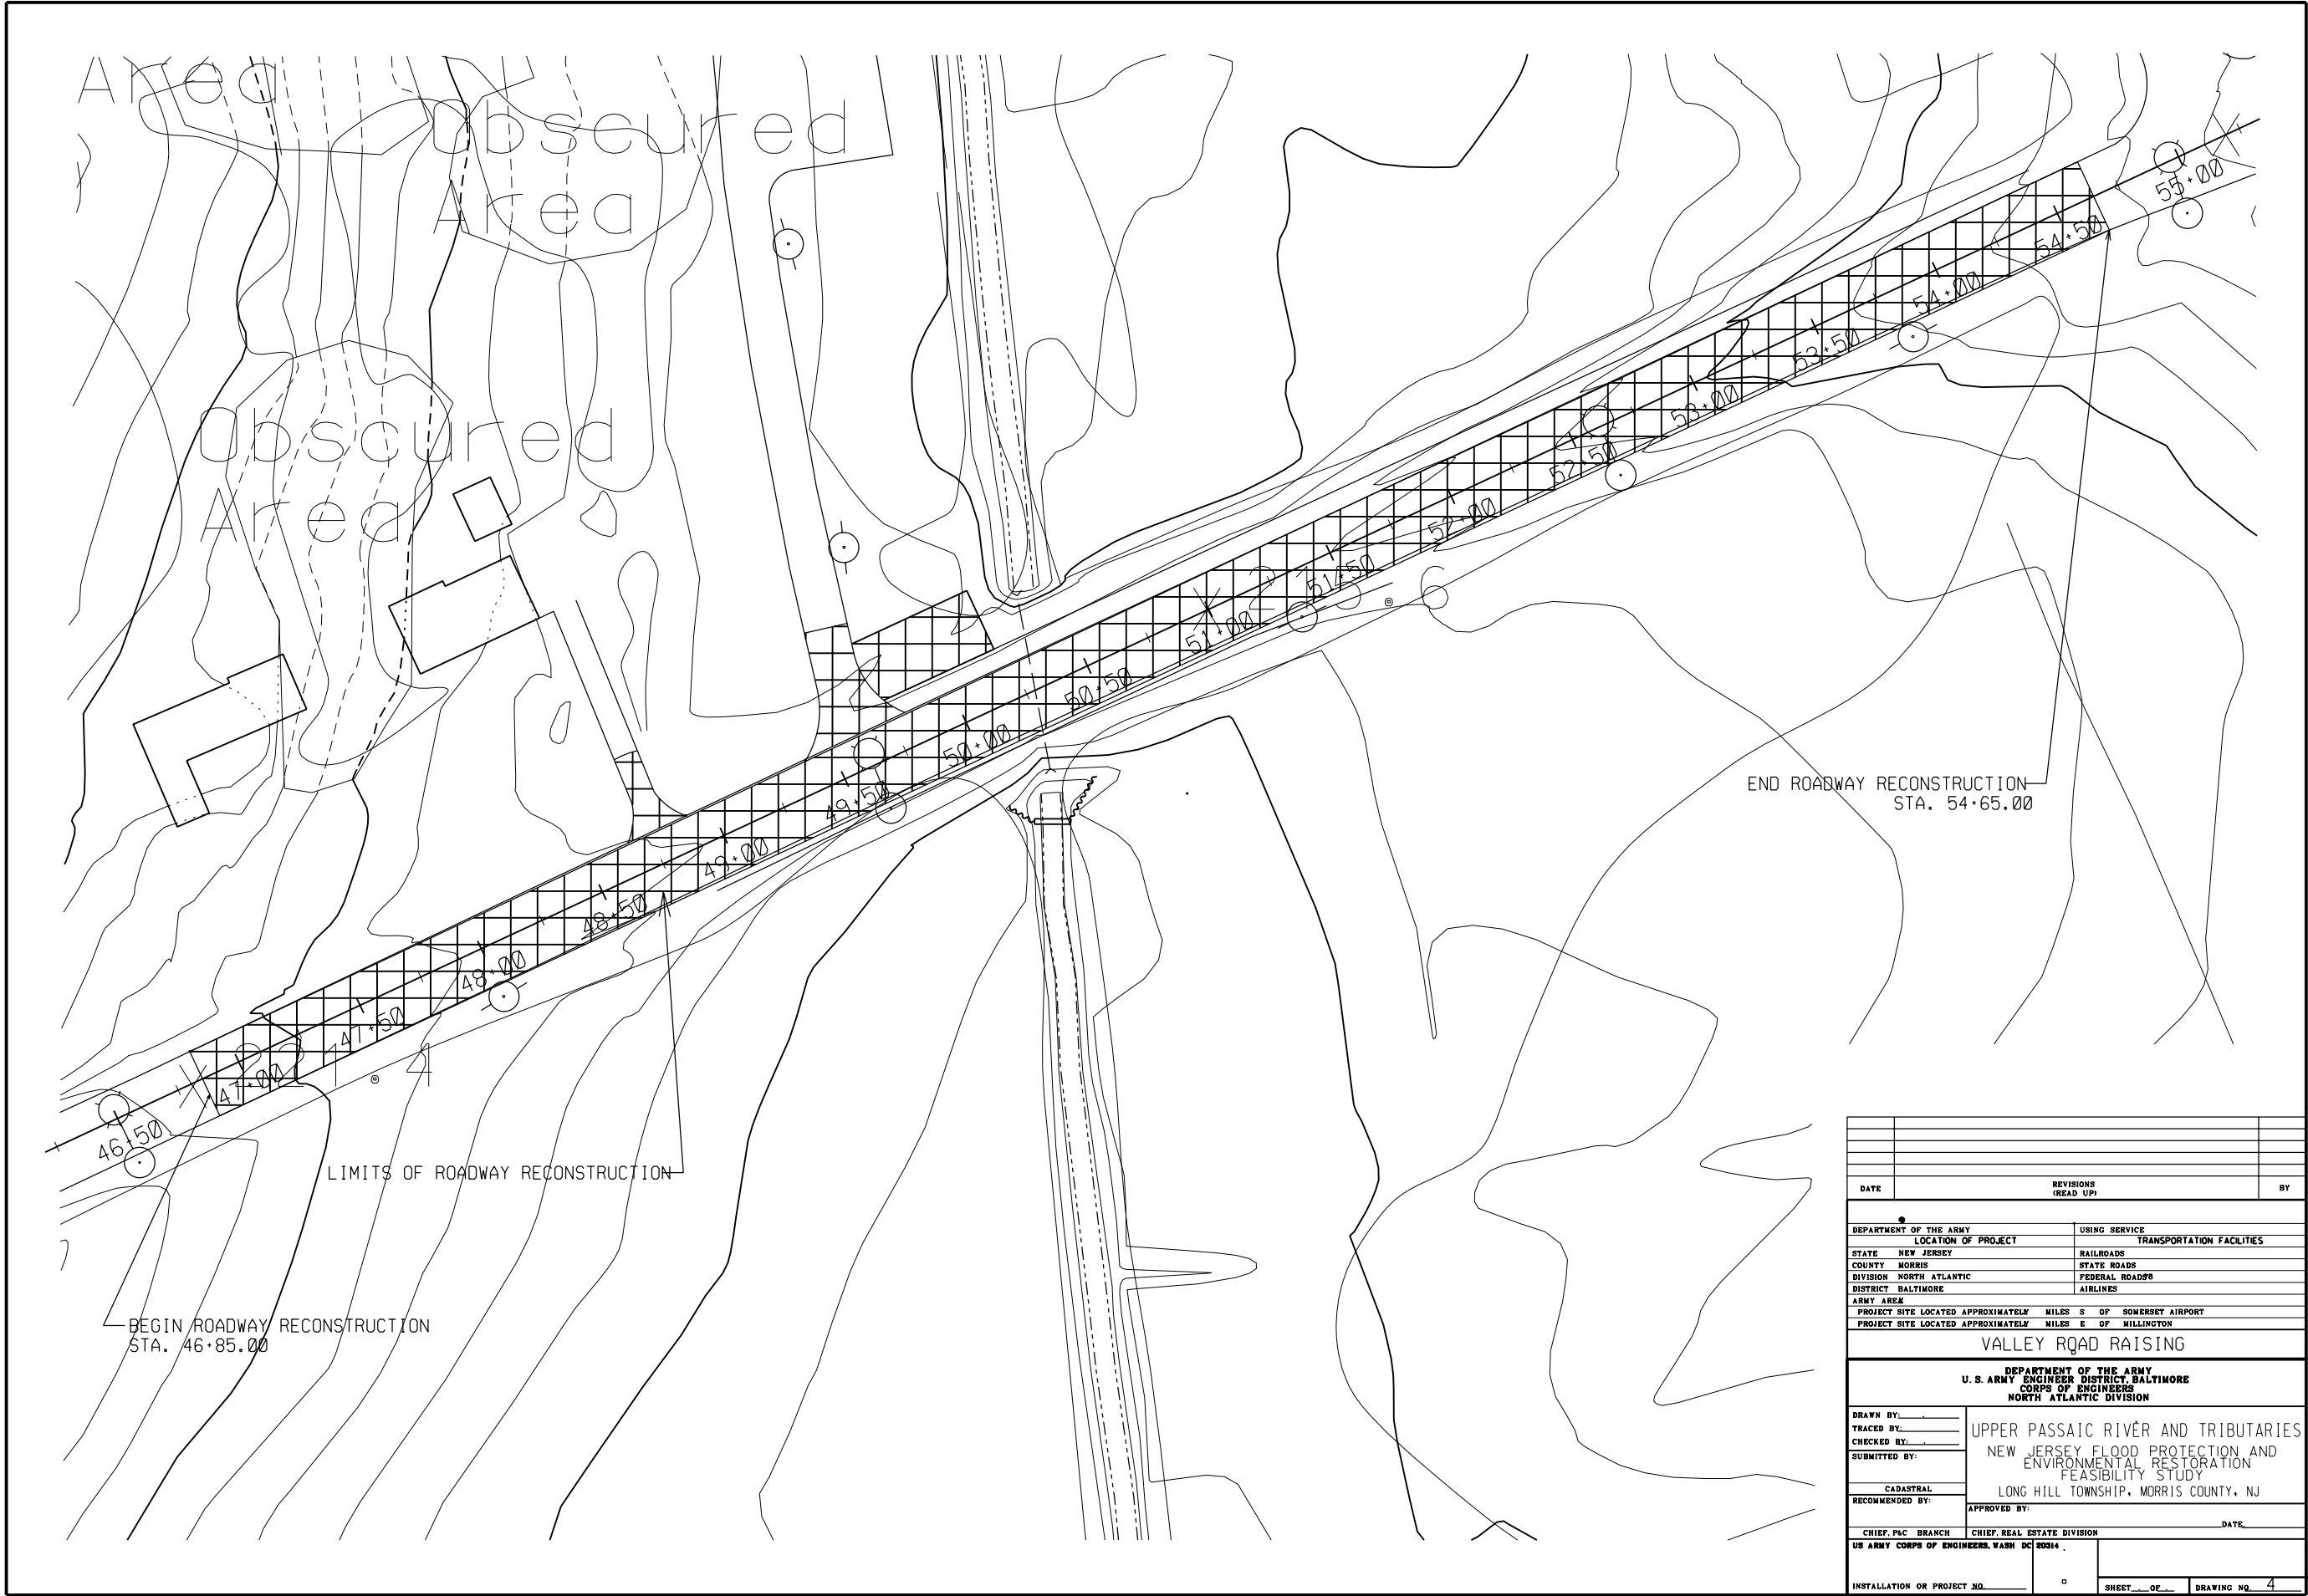 Area
Obscured
Area
Obscured
Area
55+00
54+50
54+00
53+50
53+00
52+50
52+00
51+50
51+00
50+50
50+00
49+50
49+00
48+50
48+00
47+50
47+00
46+50
X 221.4
END ROADWAY RECONSTRUCTION
STA. 54+65.00
LIMITS OF ROADWAY RECONSTRUCTION
BEGIN ROADWAY RECONSTRUCTION
STA. 46+85.00
DATE REVISIONS BY
(READ UP)
DEPARTMENT OF THE ARMY USING SERVICE
LOCATION OF PROJECT TRANSPORTATION FACILITIES
STATE NEW JERSEY RAILROADS
COUNTY MORRIS STATE ROADS
DIVISION NORTH ATLANTIC FEDERAL ROADS
DISTRICT BALTIMORE AIRLINES
ARMY AREA
PROJECT SITE LOCATED APPROXIMATELY MILES S OF SOMERSET AIRPORT
PROJECT SITE LOCATED APPROXIMATELY MILES E OF MILLINGTON
VALLEY ROAD RAISING
DEPARTMENT OF THE ARMY
U. S. ARMY ENGINEER DISTRICT, BALTIMORE
CORPS OF ENGINEERS
NORTH ATLANTIC DIVISION
DRAWN BY:
TRACED BY:
CHECKED BY:
SUBMITTED BY:
UPPER PASSAIC RIVER AND TRIBUTARIES
NEW JERSEY FLOOD PROTECTION AND
ENVIRONMENTAL RESTORATION
FEASIBILITY STUDY
LONG HILL TOWNSHIP, MORRIS COUNTY, NJ
CADASTRAL
RECOMMENDED BY:
APPROVED BY:
DATE
CHIEF, P&C BRANCH CHIEF, REAL ESTATE DIVISION
US ARMY CORPS OF ENGINEERS, WASH DC 20314
INSTALLATION OR PROJECT NO. SHEET OF DRAWING NO. 4